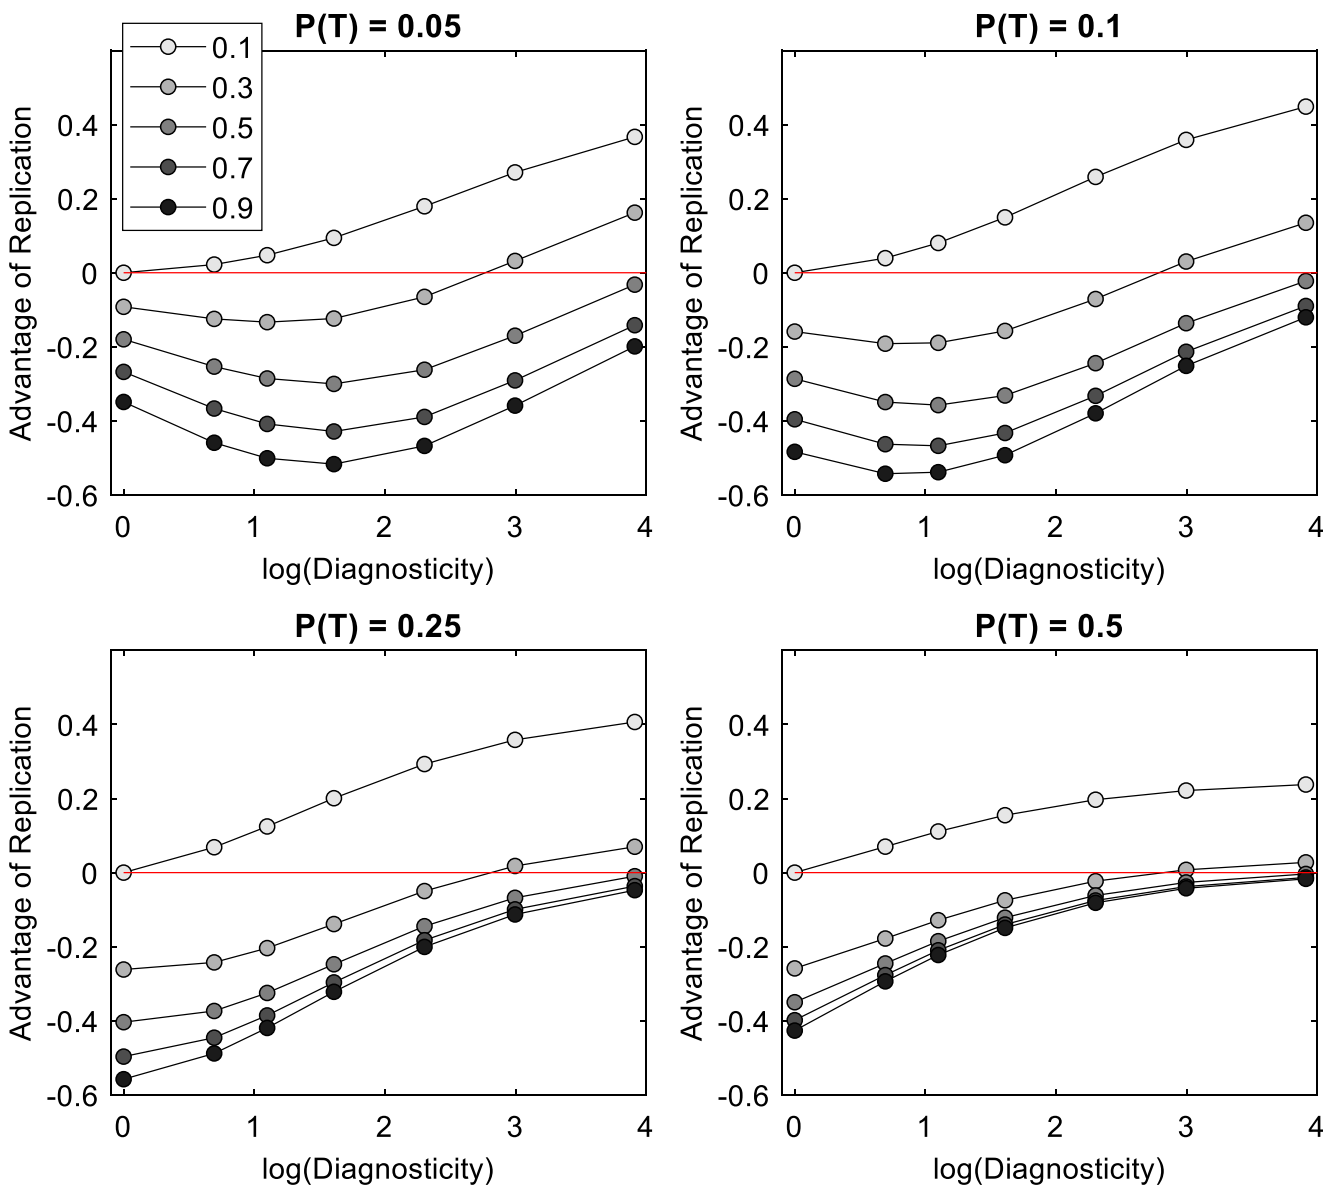 P(T) = 0.05
0.1
0.3
0.5
0.7
0.9
Advantage of Replication
0.4
0.2
0
-0.2
-0.4
-0.6
0 1 2 3 4
log(Diagnosticity)
P(T) = 0.1
Advantage of Replication
0.4
0.2
0
-0.2
-0.4
-0.6
0 1 2 3 4
log(Diagnosticity)
P(T) = 0.25
Advantage of Replication
0.4
0.2
0
-0.2
-0.4
-0.6
0 1 2 3 4
log(Diagnosticity)
P(T) = 0.5
Advantage of Replication
0.4
0.2
0
-0.2
-0.4
-0.6
0 1 2 3 4
log(Diagnosticity)